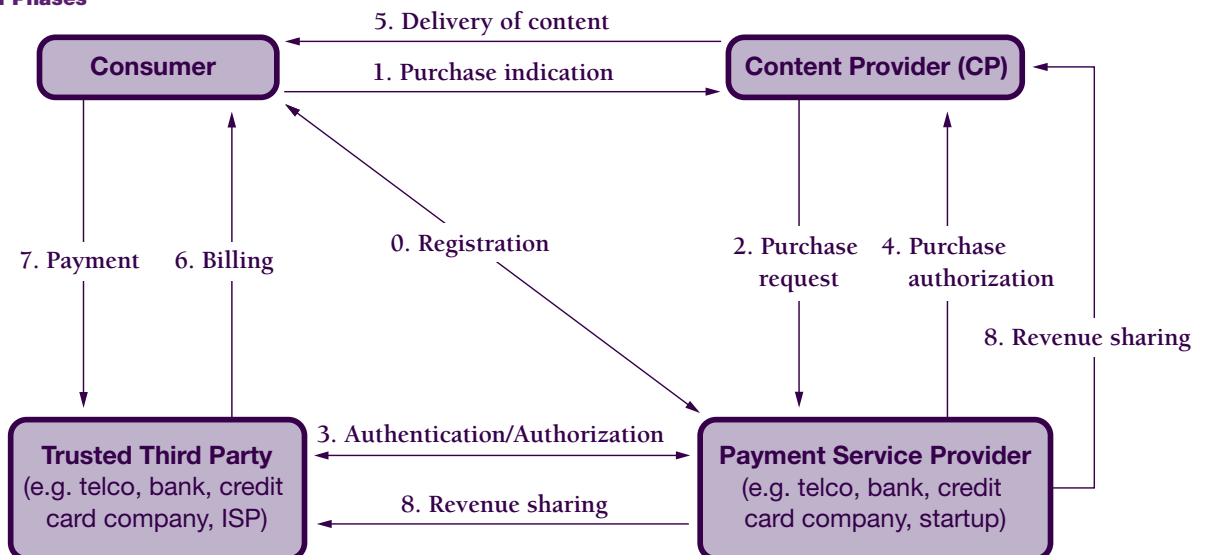 Phases
5. Delivery of content
Consumer
Content Provider (CP)
1. Purchase indication
7. Payment
6. Billing
0. Registration
2. Purchase
request
4. Purchase
authorization
8. Revenue sharing
3. Authentication/Authorization
Trusted Third Party
(e.g. telco, bank, credit
card company, ISP)
Payment Service Provider
(e.g. telco, bank, credit
card company, startup)
8. Revenue sharing